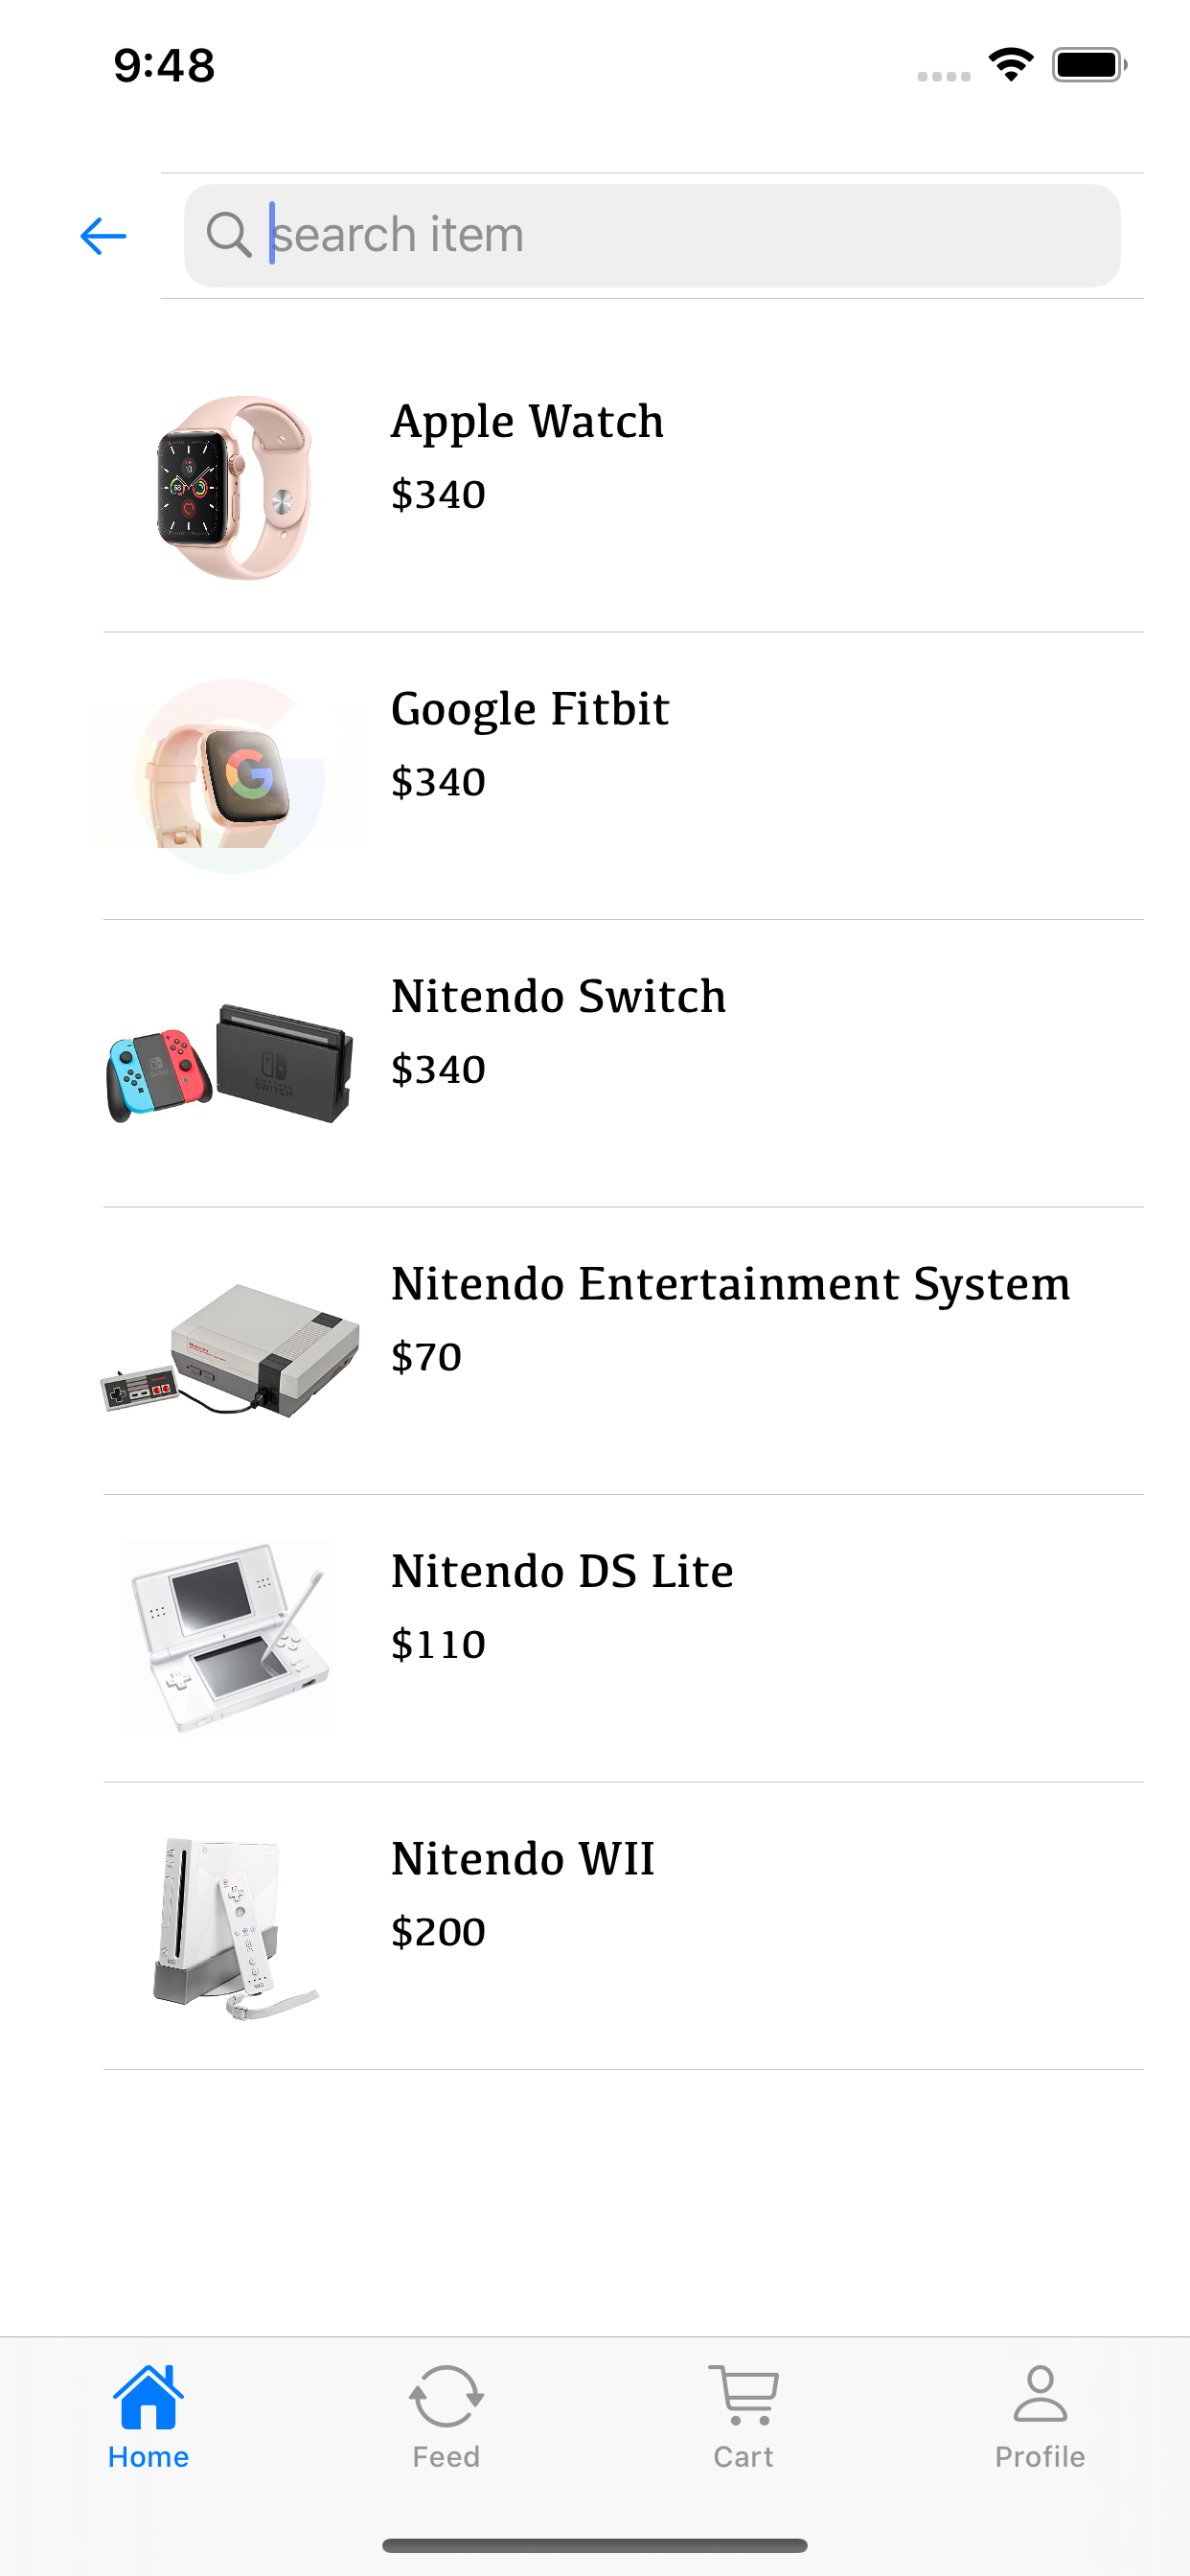 9:48
search item
Apple Watch
$340
Google Fitbit
$340
Nitendo Switch
$340
SWITCH
Nitendo Entertainment System
$70
Nitendo DS Lite
$110
Nitendo WII
$200
Home
Feed
Cart
Profile